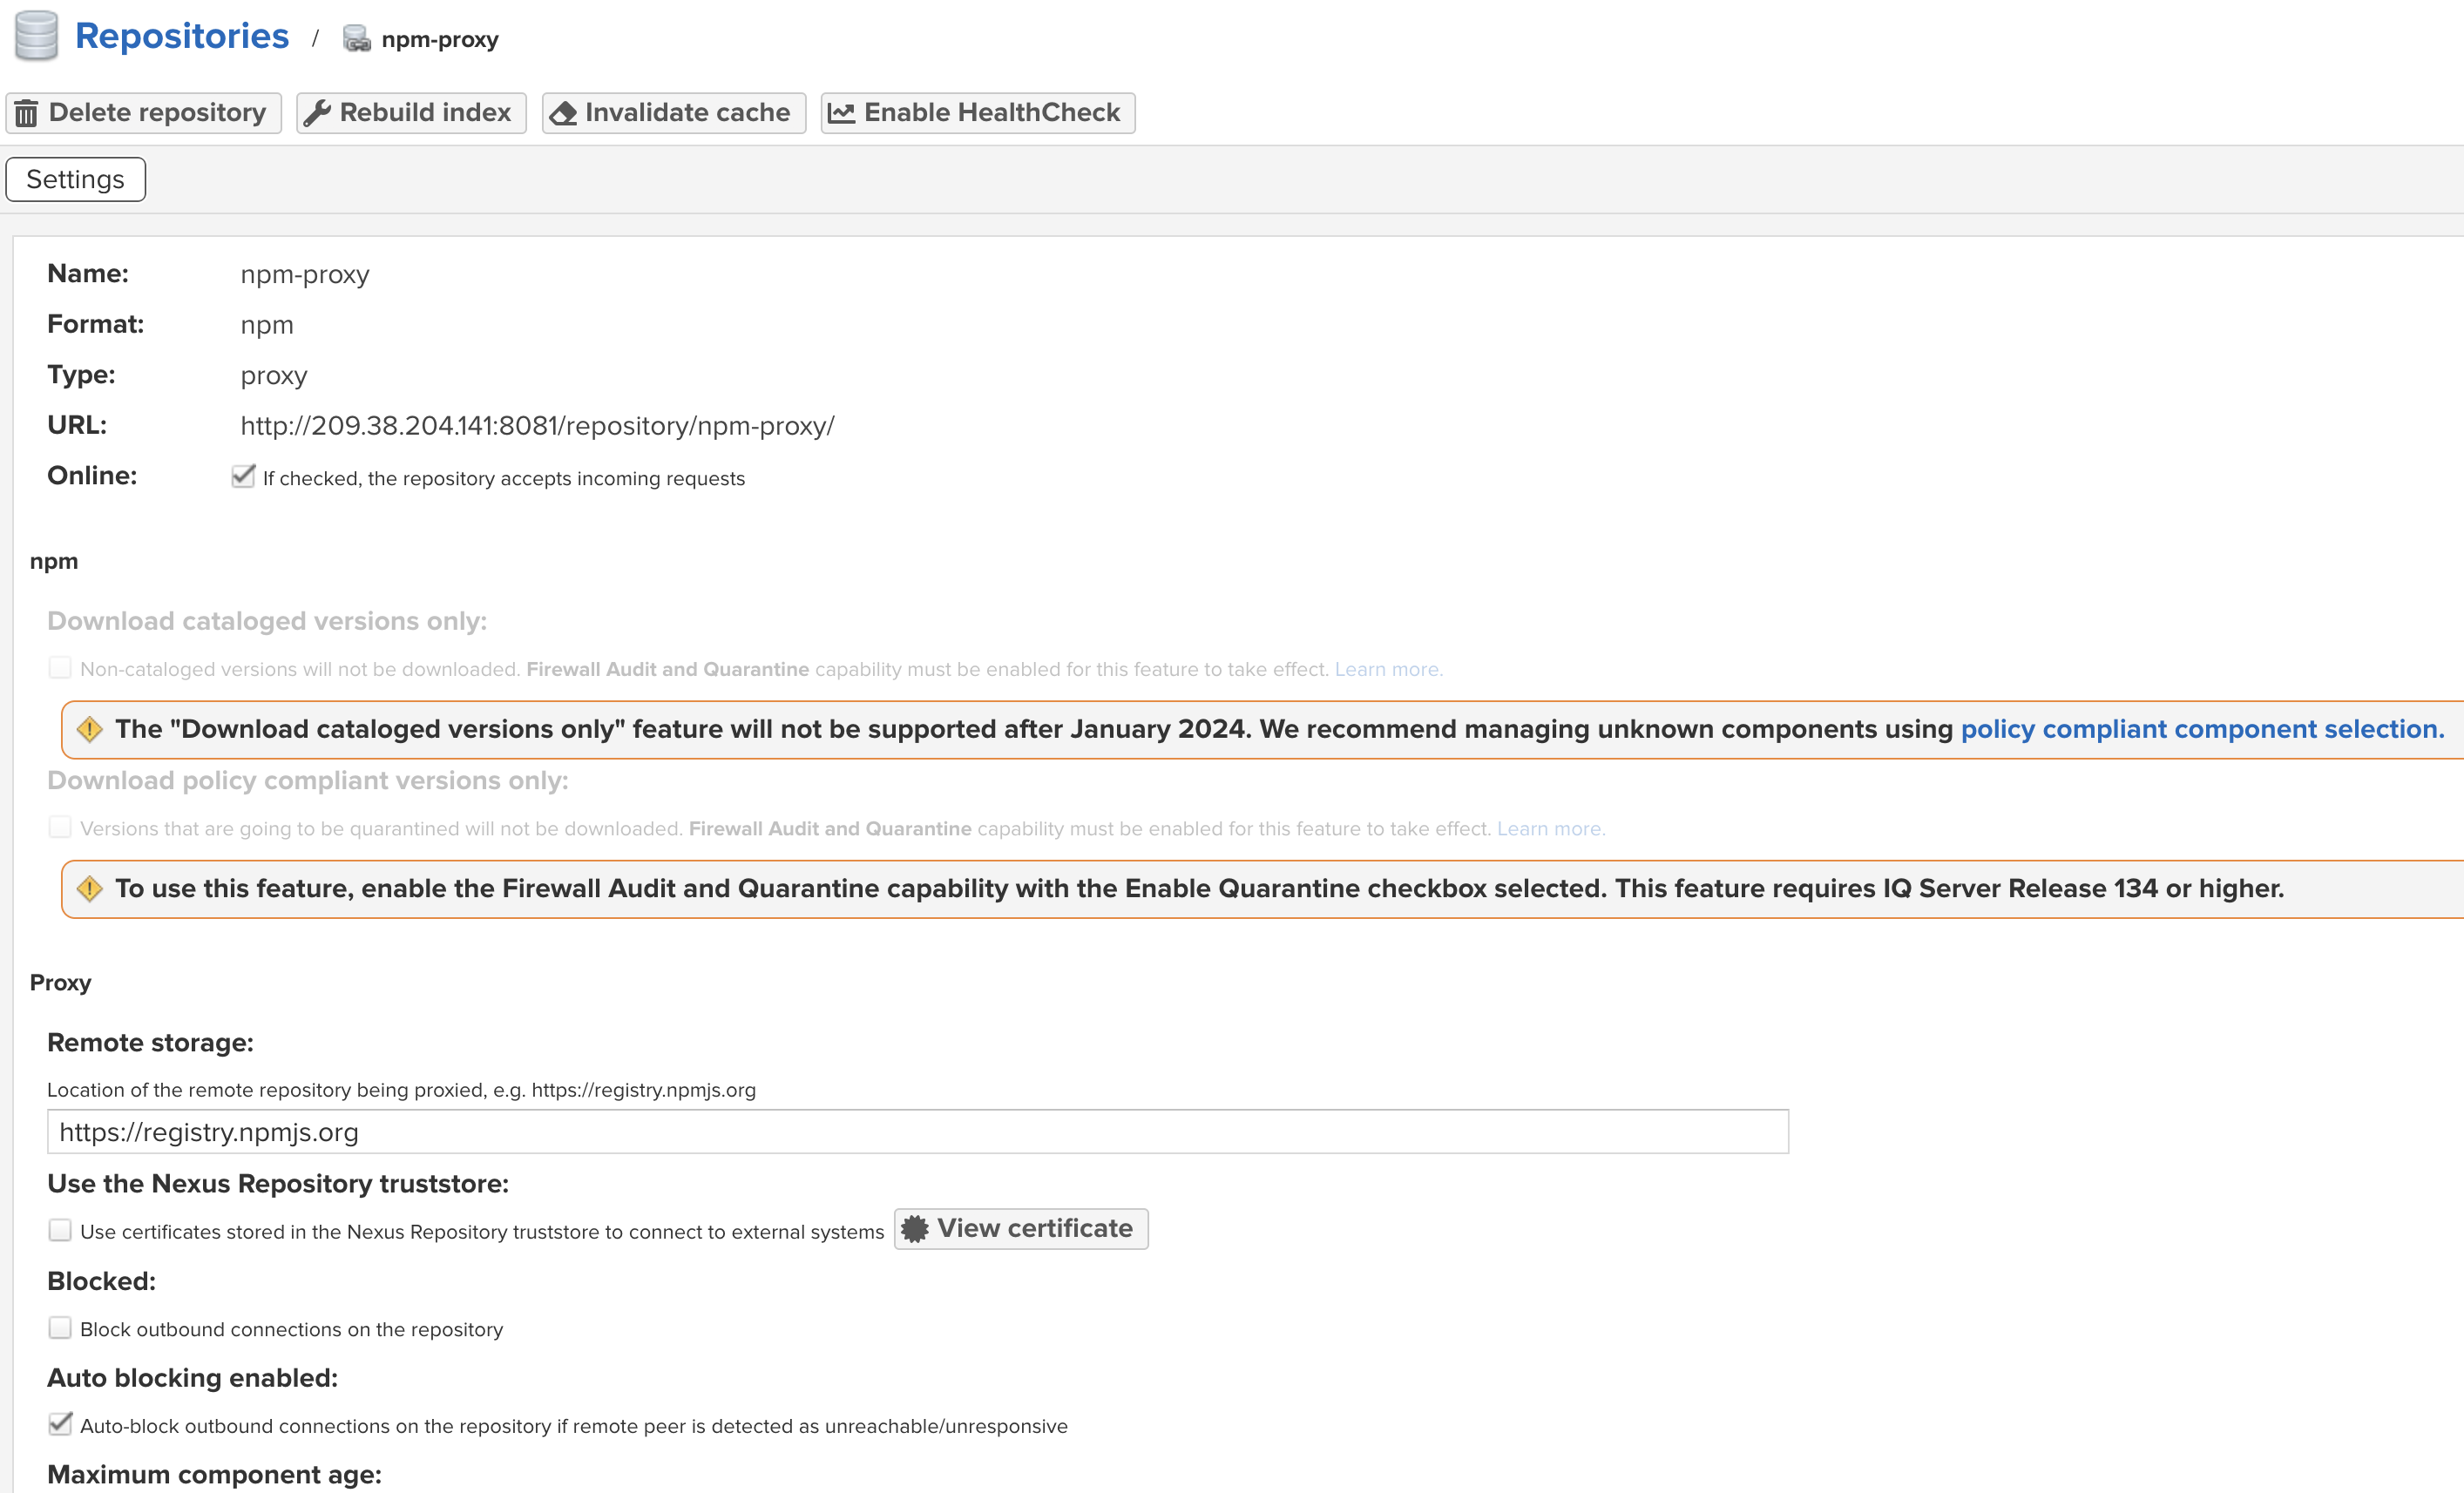 Repositories / npm-proxy
Delete repository Rebuild index Invalidate cache Enable HealthCheck
Settings
Name: npm-proxy
Format: npm
Type: proxy
URL: http://209.38.204.141:8081/repository/npm-proxy/
Online: If checked, the repository accepts incoming requests
npm
Download cataloged versions only:
Non-cataloged versions will not be downloaded. Firewall Audit and Quarantine capability must be enabled for this feature to take effect. Learn more.
The "Download cataloged versions only" feature will not be supported after January 2024. We recommend managing unknown components using policy compliant component selection.
Download policy compliant versions only:
Versions that are going to be quarantined will not be downloaded. Firewall Audit and Quarantine capability must be enabled for this feature to take effect. Learn more.
To use this feature, enable the Firewall Audit and Quarantine capability with the Enable Quarantine checkbox selected. This feature requires IQ Server Release 134 or higher.
Proxy
Remote storage:
Location of the remote repository being proxied, e.g. https://registry.npmjs.org
https://registry.npmjs.org
Use the Nexus Repository truststore:
Use certificates stored in the Nexus Repository truststore to connect to external systems View certificate
Blocked:
Block outbound connections on the repository
Auto blocking enabled:
Auto-block outbound connections on the repository if remote peer is detected as unreachable/unresponsive
Maximum component age: